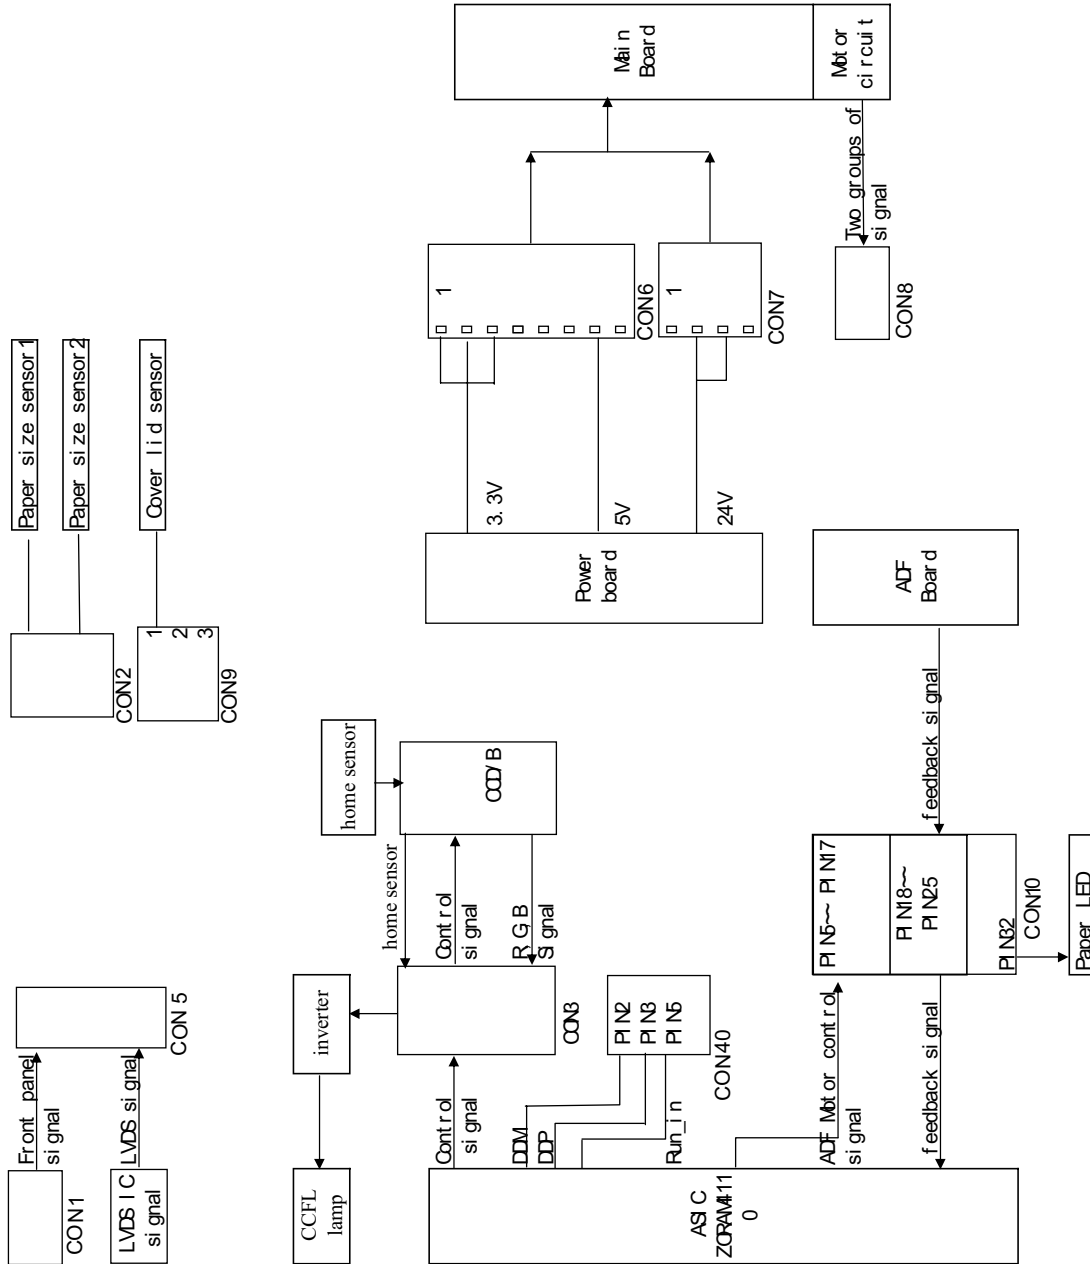 Main
Board
Motor
circuit
Two groups of
signal
CON8
1
CON6
1
CON7
3.3V
5V
24V
Power
board
ADF
Board
Paper size sensor1
Paper size sensor2
Cover lid sensor
CON2
1
2
3
CON9
home sensor
CCD/B
home sensor
Control
signal
R,G,B
Signal
feedback signal
PIN5~~PIN17
PIN18~~
PIN25
PIN32
CON10
Paper LED
Front panel
signal
LVDS signal
CON5
CON1
LVDS IC
signal
inverter
CCFL
lamp
CON3
PIN2
PIN3
PIN5
CON40
Control
signal
DDM
DDP
Run_in
ADF Motor control
signal
feedback signal
ASIC
ZORAM411
0